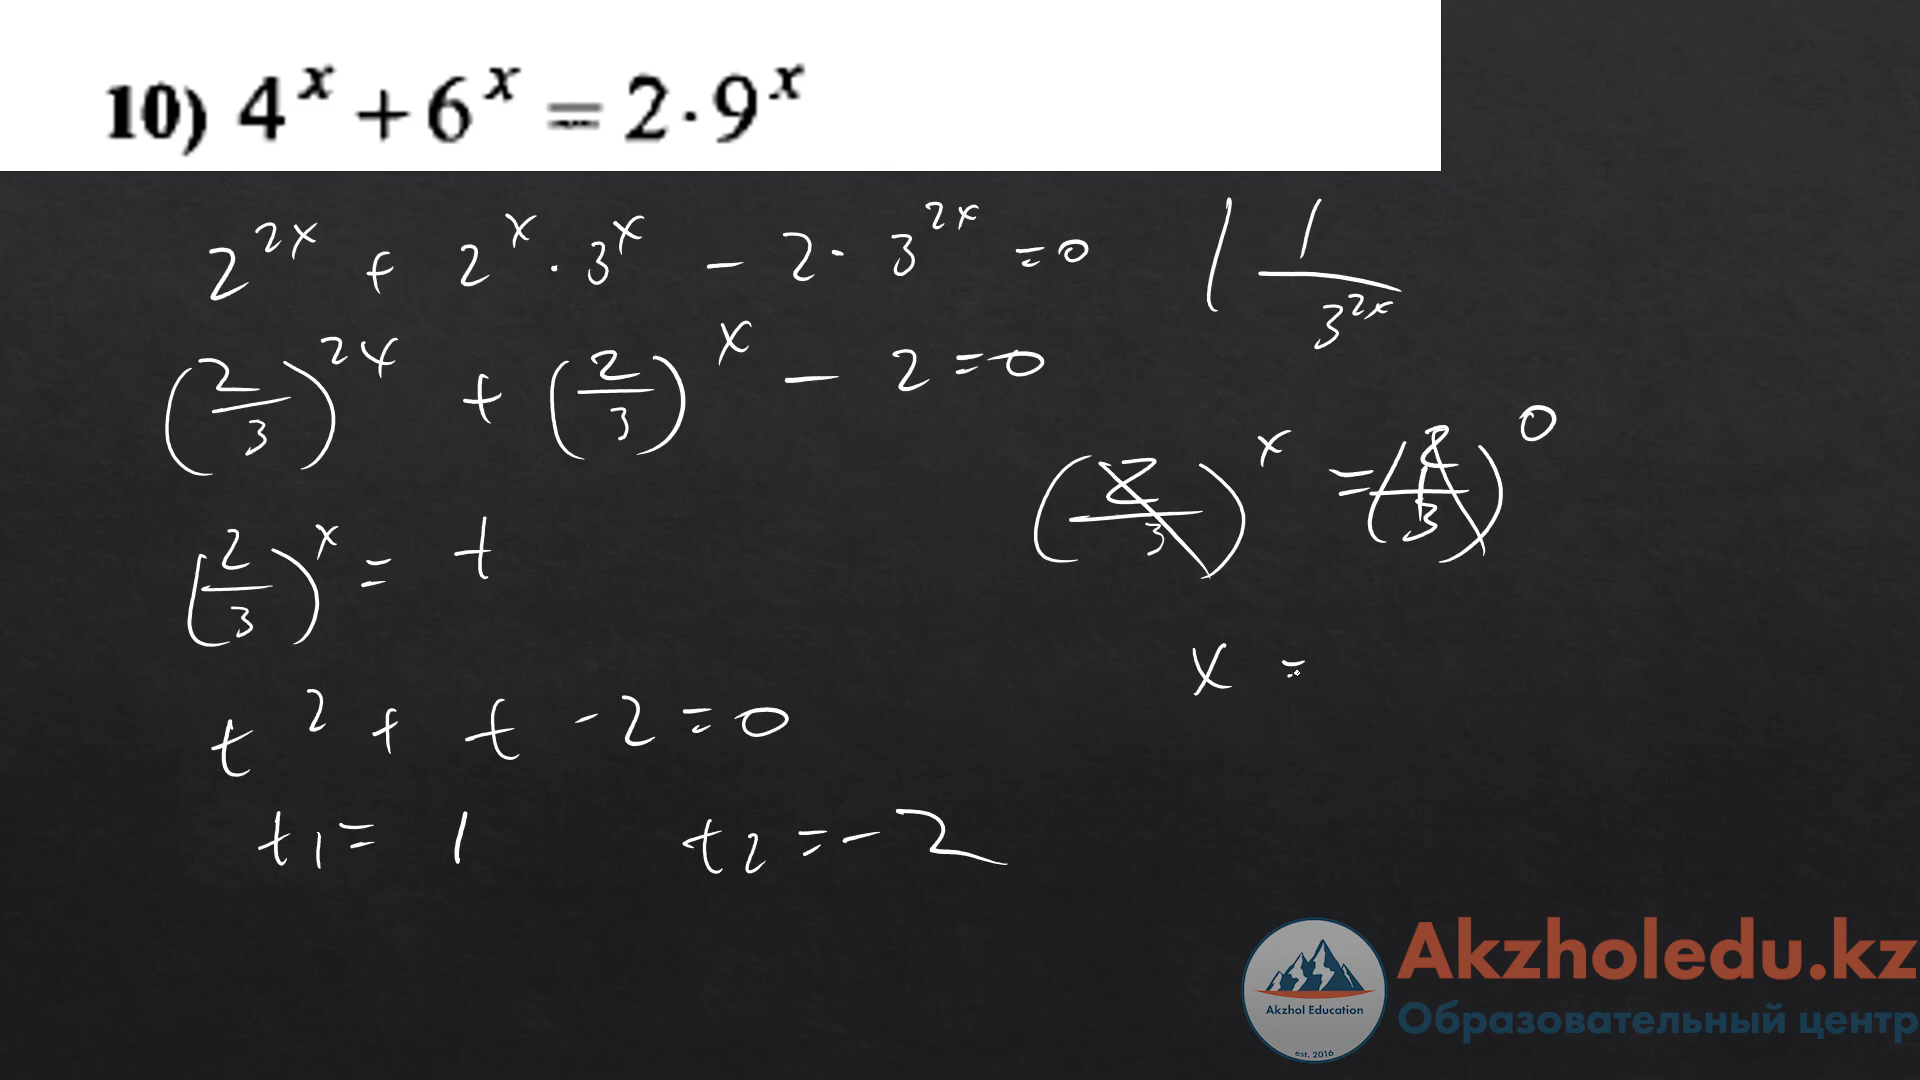 10) 4^x + 6^x = 2 · 9^x
2^2x + 2^x · 3^x - 2 · 3^2x = 0 | 1/3^2x
(2/3)^2x + (2/3)^x - 2 = 0
(2/3)^x = (2/3)^0
(2/3)^x = t
x =
t^2 + t - 2 = 0
t1 = 1 t2 = -2
Akzholedu.kz
Образовательный центр
Akzhol Education
est. 2016